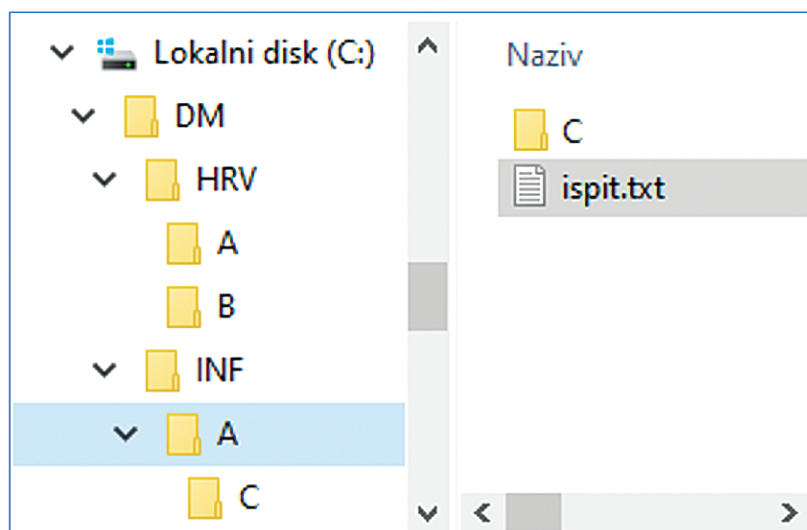 Lokalni disk (C:)
DM
HRV
A
B
INF
A
C
Naziv
C
ispit.txt